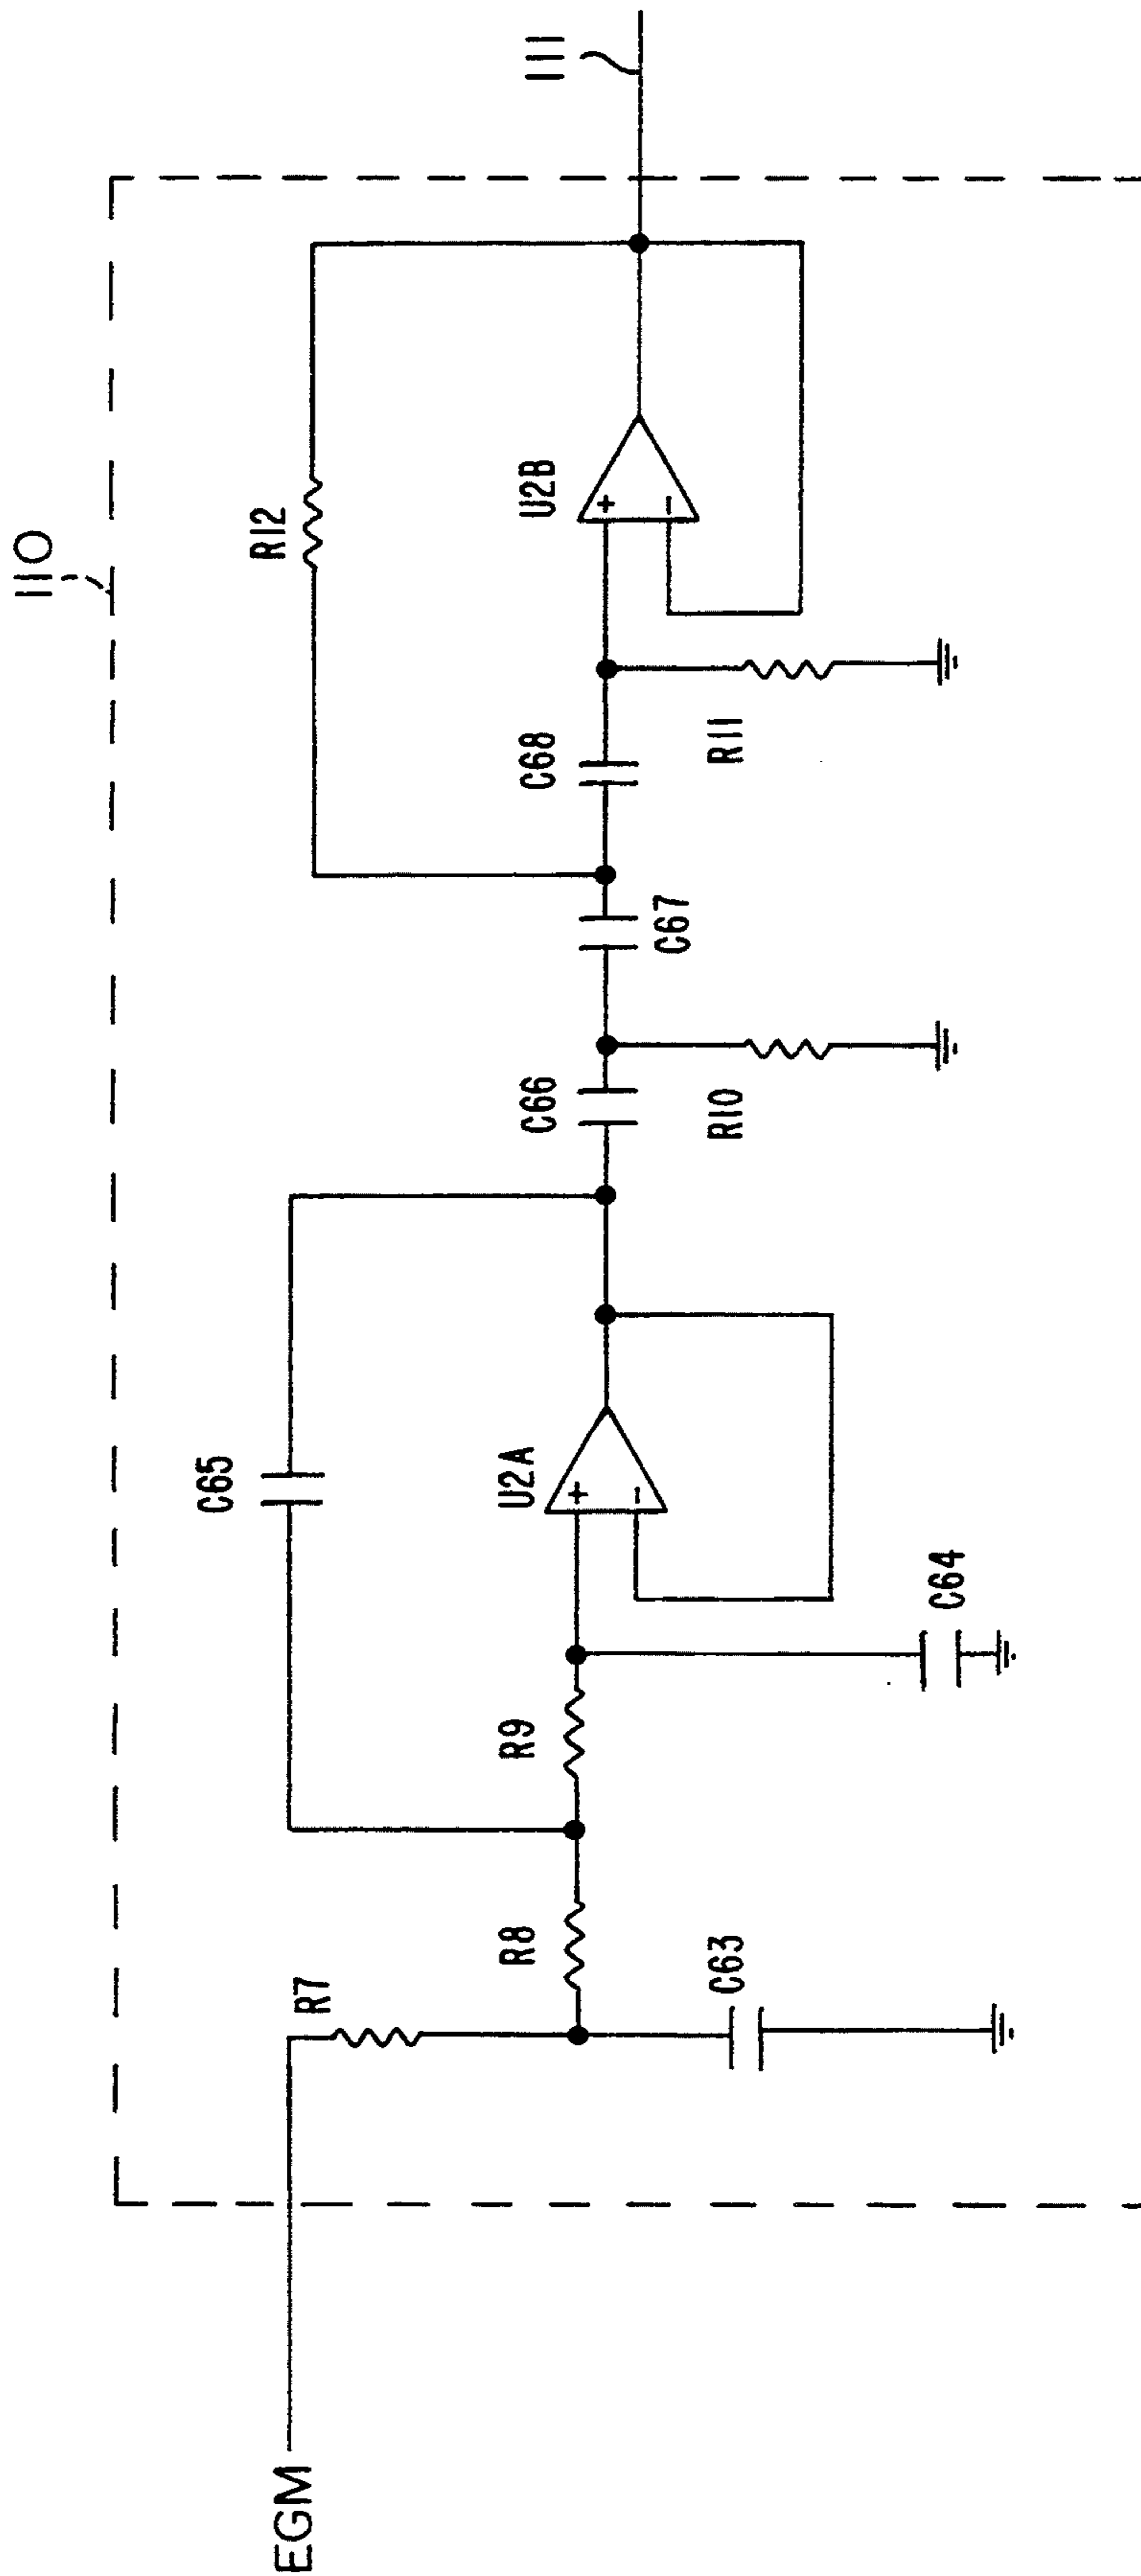 110
111
EGM
R7
R8
C63
R9
C64
C65
U2A
+
-
C66
R10
C67
C68
R11
R12
U2B
+
-